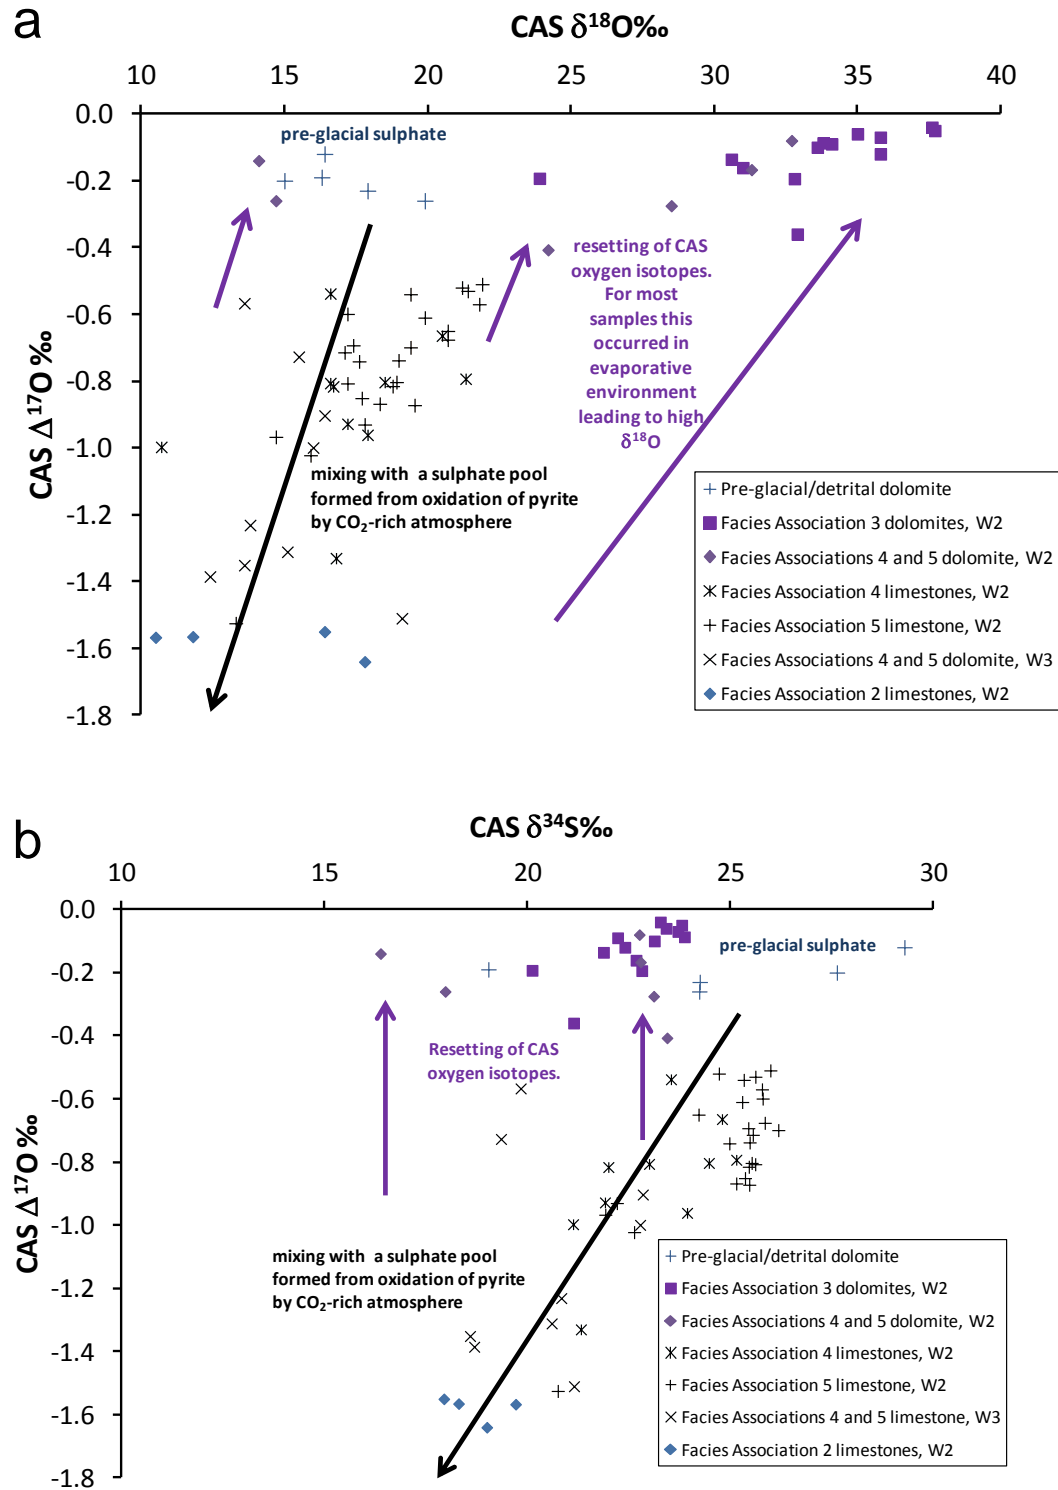 a
CAS δ¹⁸O‰
10 15 20 25 30 35 40
0.0
-0.2
-0.4
-0.6
-0.8
-1.0
-1.2
-1.4
-1.6
-1.8
CAS Δ¹⁷O ‰
pre-glacial sulphate
resetting of CAS
oxygen isotopes.
For most
samples this
occurred in
evaporative
environment
leading to high
δ¹⁸O
mixing with a sulphate pool
formed from oxidation of pyrite
by CO₂-rich atmosphere
Pre-glacial/detrital dolomite
Facies Association 3 dolomites, W2
Facies Associations 4 and 5 dolomite, W2
Facies Association 4 limestones, W2
Facies Association 5 limestone, W2
Facies Associations 4 and 5 dolomite, W3
Facies Association 2 limestones, W2
b
CAS δ³⁴S‰
10 15 20 25 30
0.0
-0.2
-0.4
-0.6
-0.8
-1.0
-1.2
-1.4
-1.6
-1.8
CAS Δ¹⁷O ‰
pre-glacial sulphate
Resetting of CAS
oxygen isotopes.
mixing with a sulphate pool
formed from oxidation of pyrite
by CO₂-rich atmosphere
Pre-glacial/detrital dolomite
Facies Association 3 dolomites, W2
Facies Associations 4 and 5 dolomite, W2
Facies Association 4 limestones, W2
Facies Association 5 limestone, W2
Facies Associations 4 and 5 limestone, W3
Facies Association 2 limestones, W2